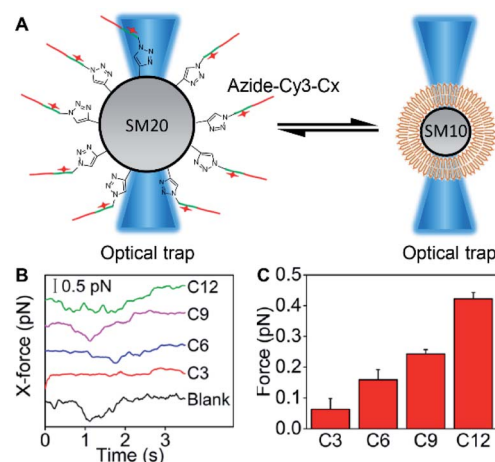 A
SM20
Azide-Cy3-Cx
SM10
Optical trap
Optical trap
B
0.5 pN
X-force (pN)
C12
C9
C6
C3
Blank
0 1 2 3
Time (s)
C
Force (pN)
0.5
0.4
0.3
0.2
0.1
0.0
C3 C6 C9 C12